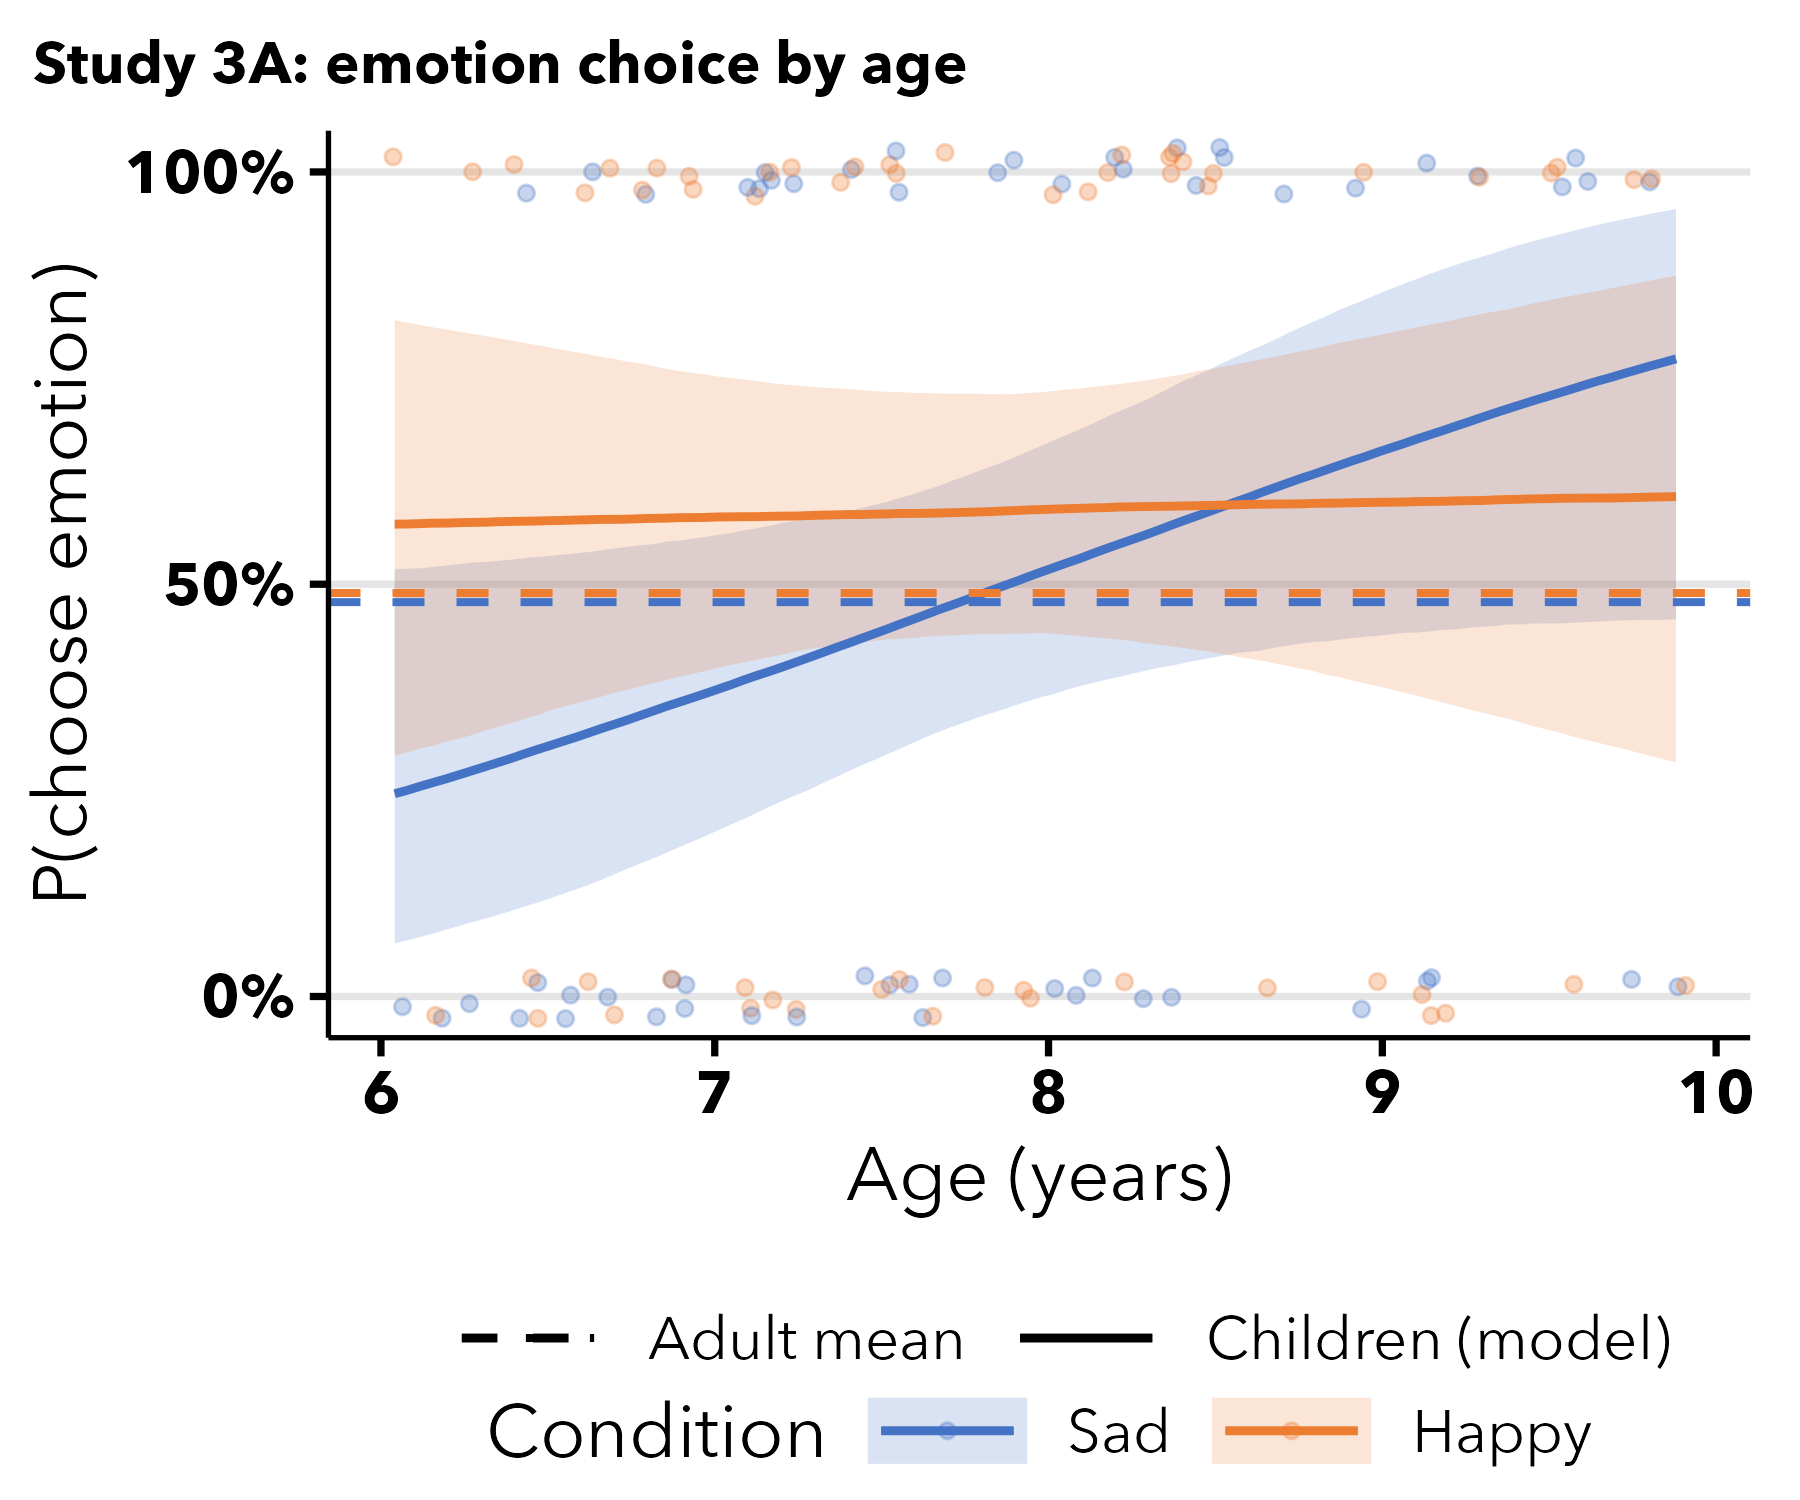 Study 3A: emotion choice by age
100%
50%
0%
P(choose emotion)
6 7 8 9 10
Age (years)
Adult mean Children (model)
Condition Sad Happy